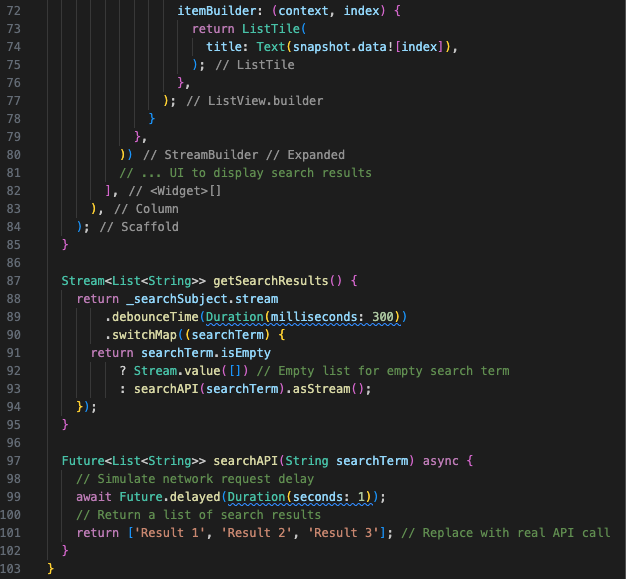 72 itemBuilder: (context, index) {
73 return ListTile(
74 title: Text(snapshot.data![index]),
75 ); // ListTile
76 },
77 ); // ListView.builder
78 }
79 },
80 )) // StreamBuilder // Expanded
81 // ... UI to display search results
82 ], // <Widget>[]
83 ), // Column
84 ); // Scaffold
85 }
86
87 Stream<List<String>> getSearchResults() {
88 return _searchSubject.stream
89 .debounceTime(Duration(milliseconds: 300))
90 .switchMap((searchTerm) {
91 return searchTerm.isEmpty
92 ? Stream.value([]) // Empty list for empty search term
93 : searchAPI(searchTerm).asStream();
94 });
95 }
96
97 Future<List<String>> searchAPI(String searchTerm) async {
98 // Simulate network request delay
99 await Future.delayed(Duration(seconds: 1));
100 // Return a list of search results
101 return ['Result 1', 'Result 2', 'Result 3']; // Replace with real API call
102 }
103 }